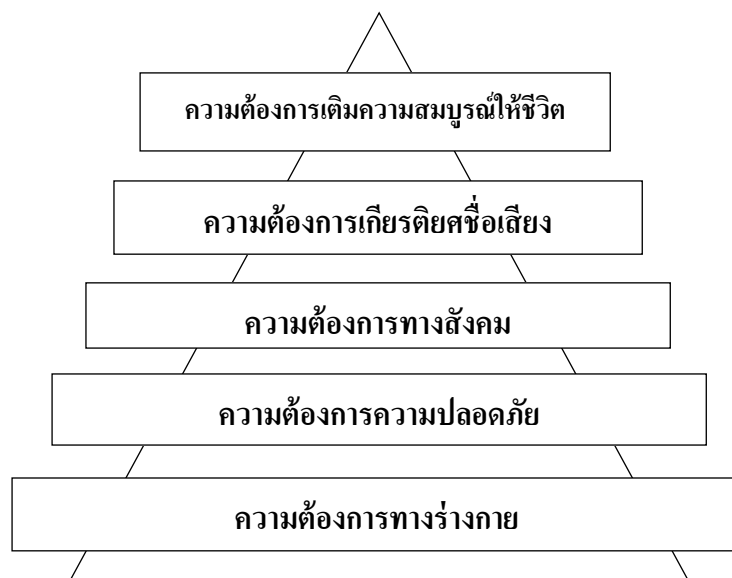 ความต้องการเติมความสมบูรณ์ให้ชีวิต
ความต้องการเกียรติยศชื่อเสียง
ความต้องการทางสังคม
ความต้องการความปลอดภัย
ความต้องการทางร่างกาย